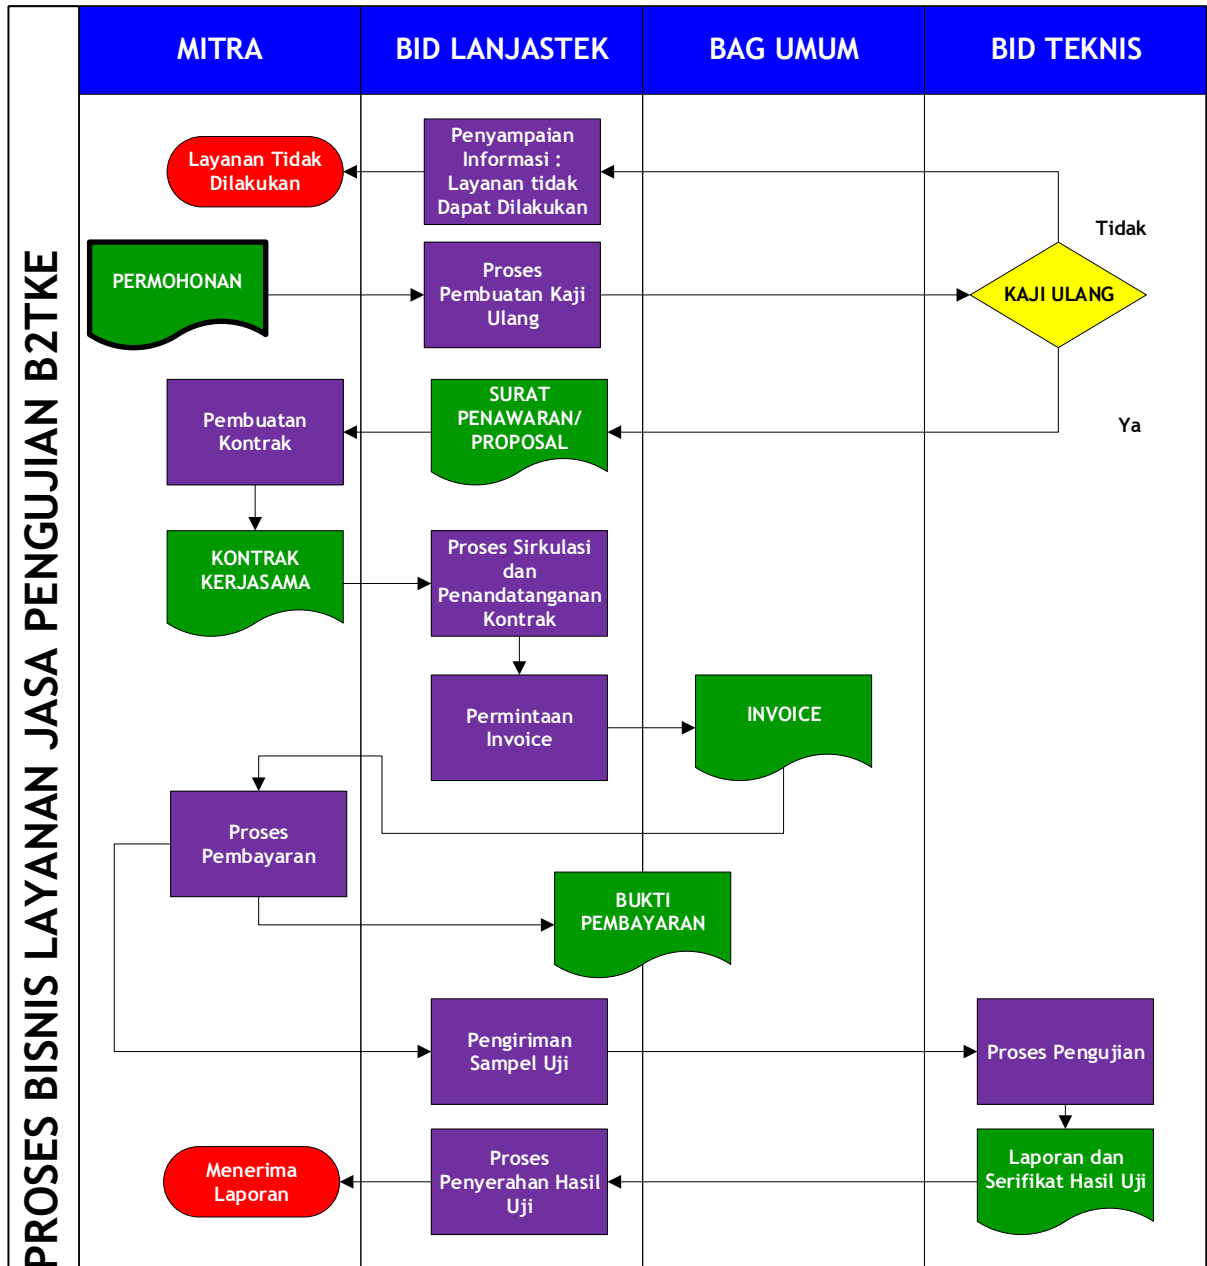 PROSES BISNIS LAYANAN JASA PENGUJIAN B2TKE
MITRA
BID LANJASTEK
BAG UMUM
BID TEKNIS
Layanan Tidak
Dilakukan
Penyampaian
Informasi :
Layanan tidak
Dapat Dilakukan
Tidak
PERMOHONAN
Proses
Pembuatan Kaji
Ulang
KAJI ULANG
Pembuatan
Kontrak
SURAT
PENAWARAN/
PROPOSAL
Ya
KONTRAK
KERJASAMA
Proses Sirkulasi
dan
Penandatanganan
Kontrak
Permintaan
Invoice
INVOICE
Proses
Pembayaran
BUKTI
PEMBAYARAN
Pengiriman
Sampel Uji
Proses Pengujian
Menerima
Laporan
Proses
Penyerahan Hasil
Uji
Laporan dan
Serifikat Hasil Uji